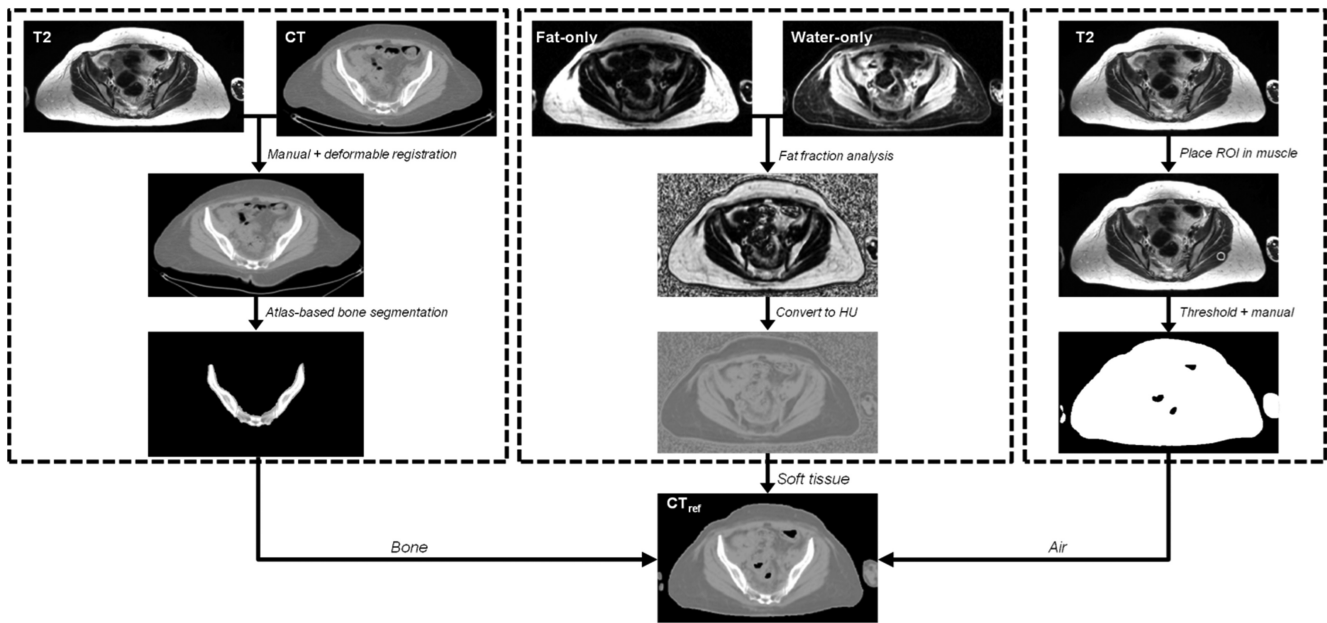 T2
CT
Manual + deformable registration
Atlas-based bone segmentation
Fat-only
Water-only
Fat fraction analysis
Convert to HU
T2
Place ROI in muscle
Threshold + manual
Soft tissue
CTref
Bone
Air